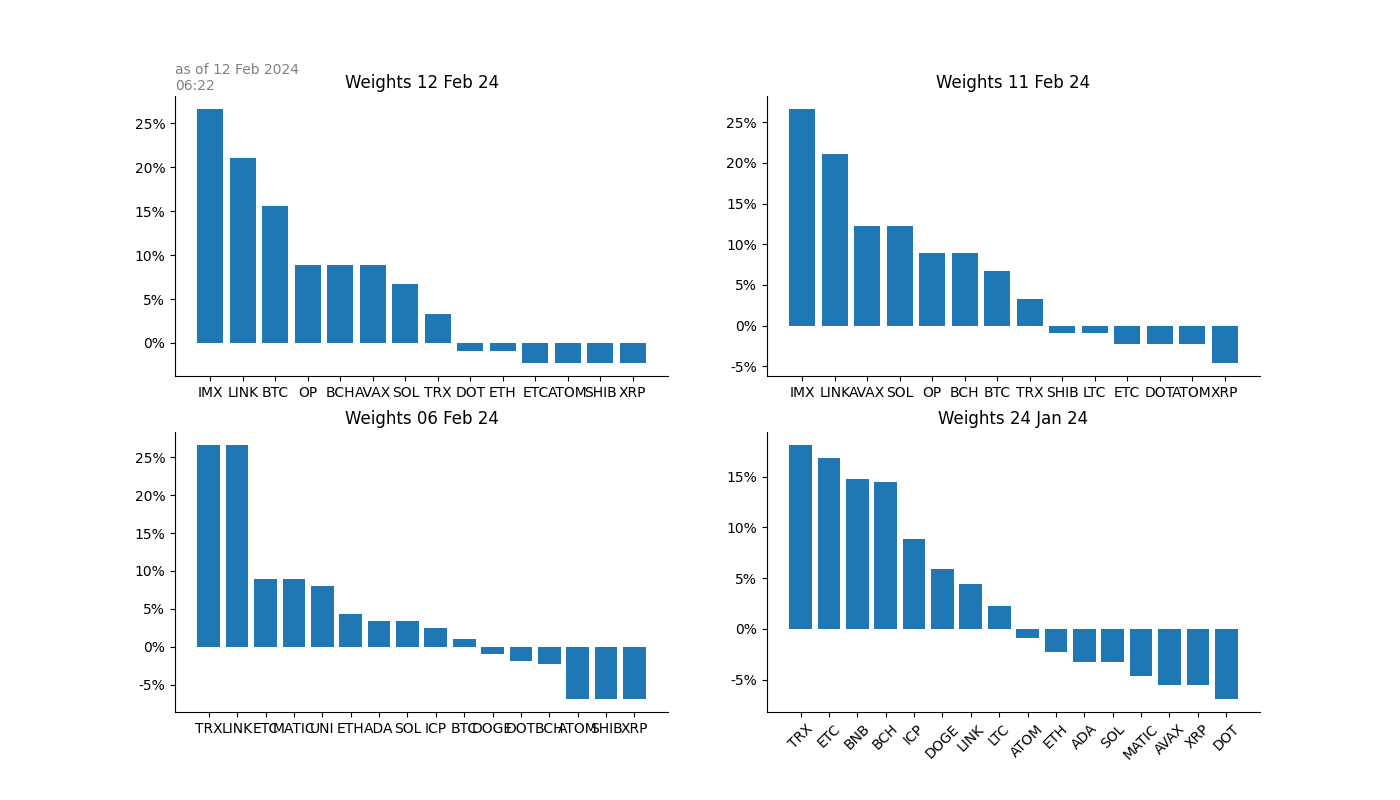 as of 12 Feb 2024
06:22
Weights 12 Feb 24
25%
20%
15%
10%
5%
0%
IMX LINK BTC OP BCH AVAX SOL TRX DOT ETH ETC ATOM SHIB XRP
Weights 11 Feb 24
25%
20%
15%
10%
5%
0%
-5%
IMX LINK AVAX SOL OP BCH BTC TRX SHIB LTC ETC DOT ATOM XRP
Weights 06 Feb 24
25%
20%
15%
10%
5%
0%
-5%
TRX LINK ETC MATIC UNI ETH ADA SOL ICP BTC DOGE DOT BCH ATOM SHIB XRP
Weights 24 Jan 24
15%
10%
5%
0%
-5%
TRX ETC BNB BCH ICP DOGE LINK LTC ATOM ETH ADA SOL MATIC AVAX XRP DOT